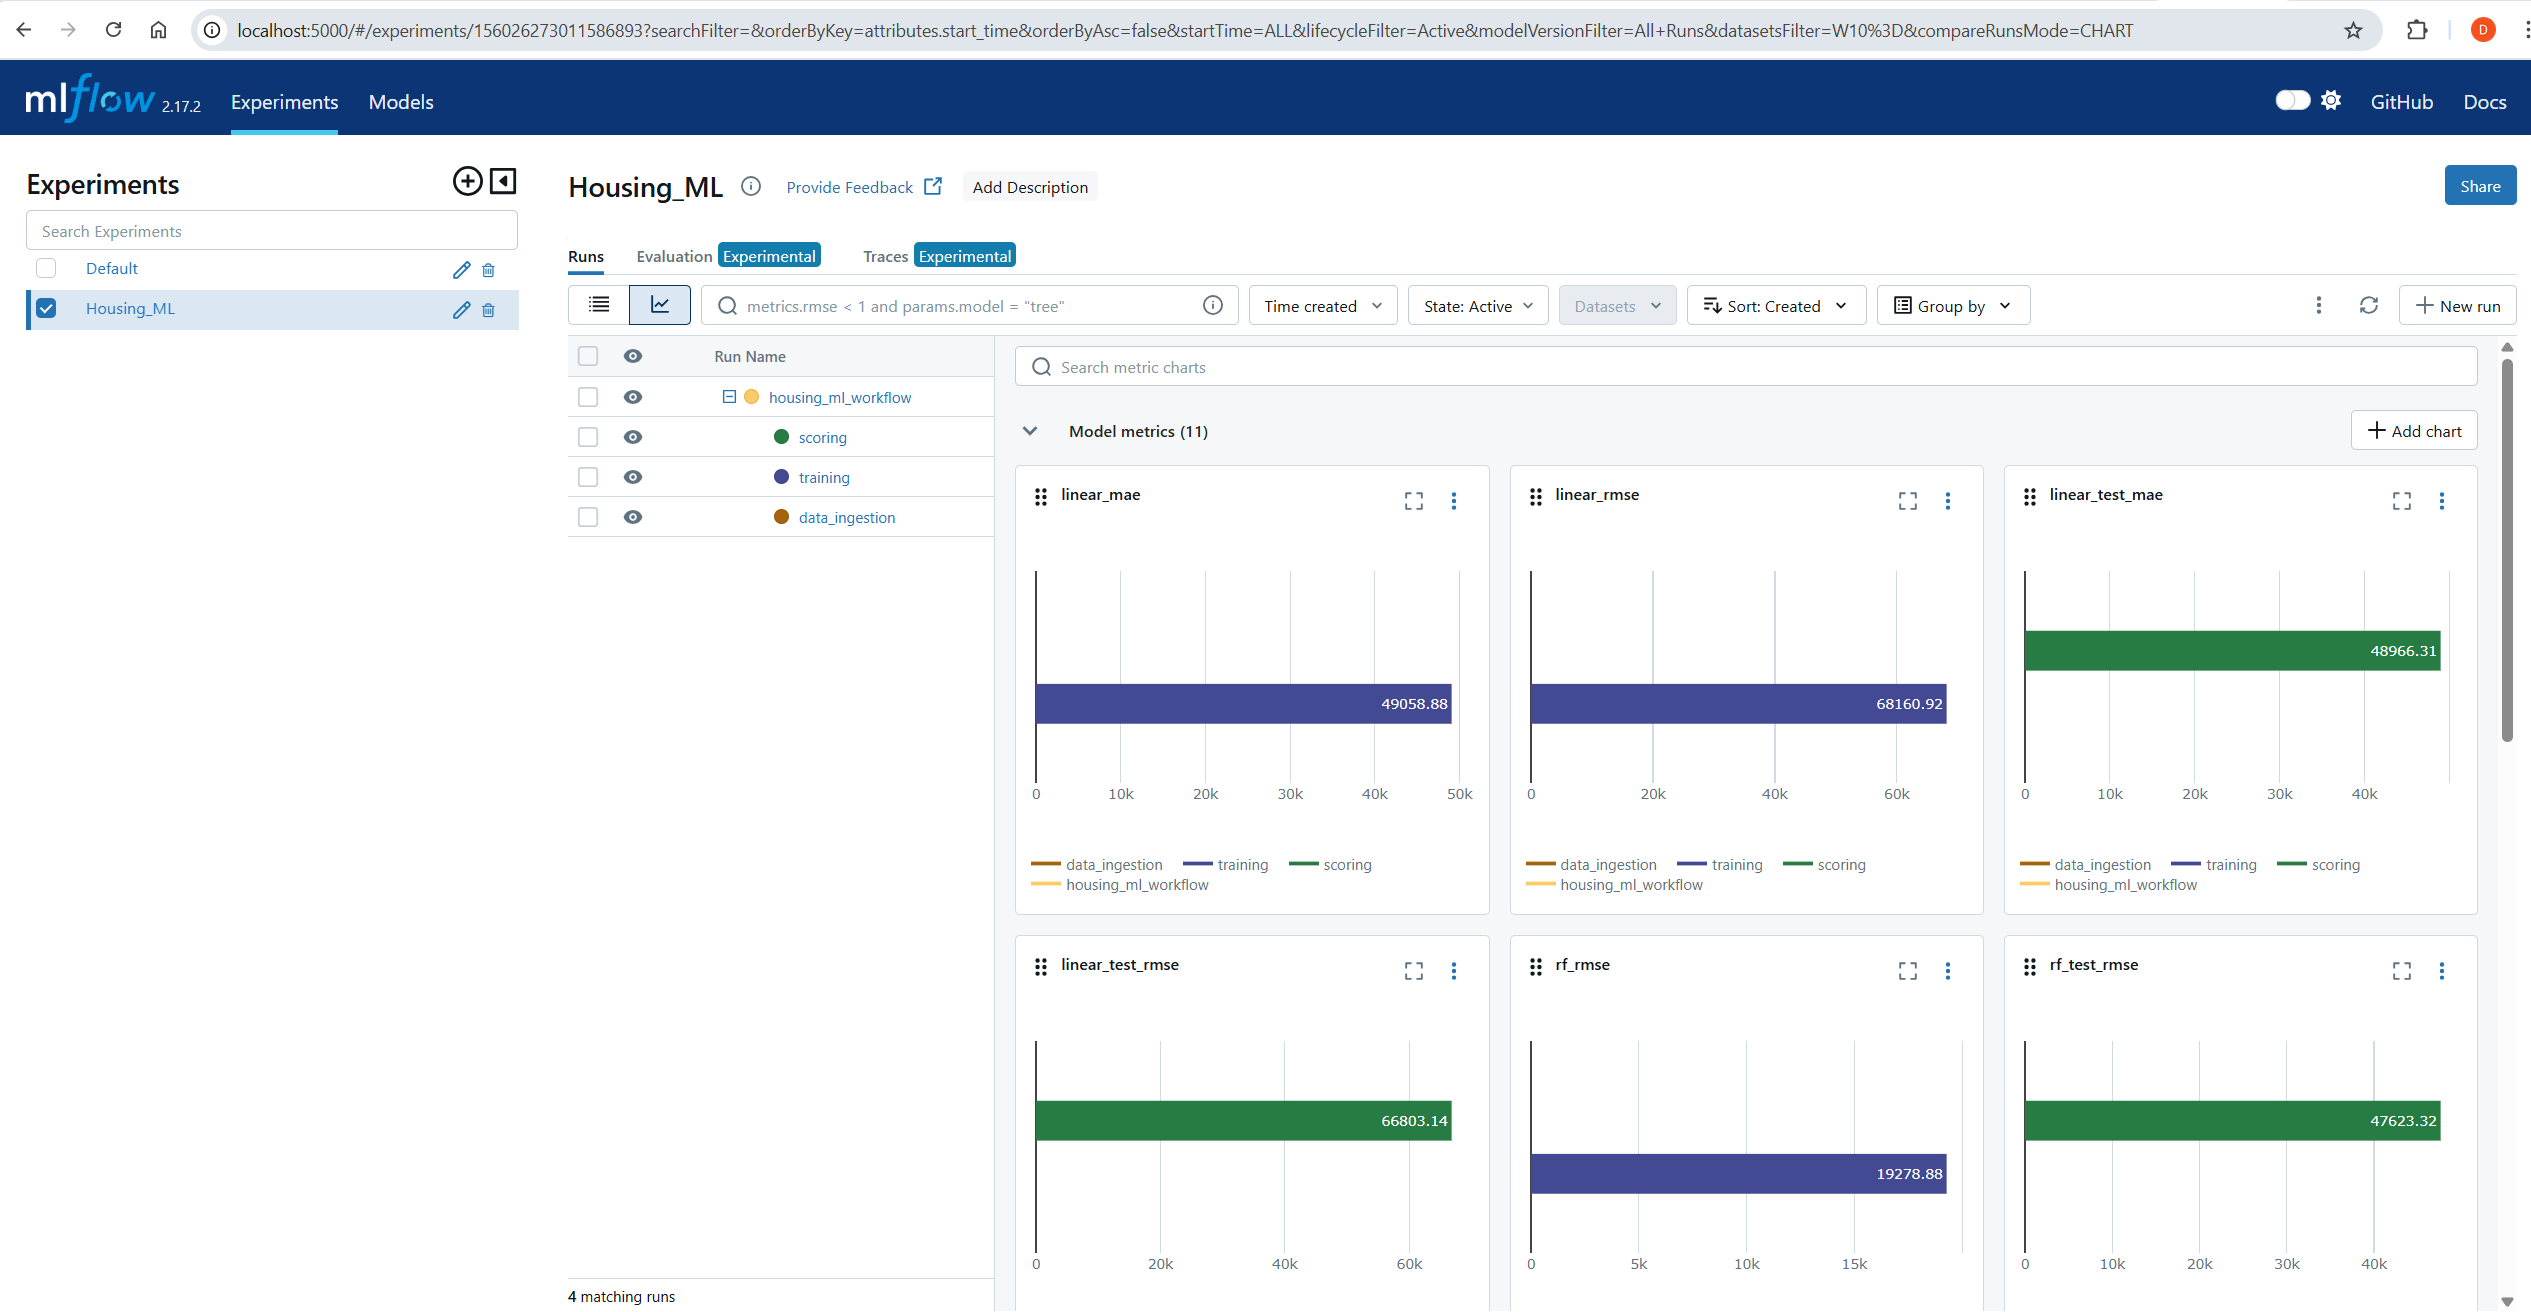 localhost:5000/#/experiments/156026273011586893?searchFilter=&orderByKey=attributes.start_time&orderByAsc=false&startTime=ALL&lifecycleFilter=Active&modelVersionFilter=All+Runs&datasetsFilter=W10%3D&compareRunsMode=CHART
D
mlflow 2.17.2 Experiments Models GitHub Docs
Experiments
Search Experiments
Default
Housing_ML
Housing_ML Provide Feedback Add Description Share
Runs Evaluation Experimental Traces Experimental
metrics.rmse < 1 and params.model = "tree" Time created State: Active Datasets Sort: Created Group by New run
Run Name
housing_ml_workflow
scoring
training
data_ingestion
4 matching runs
Search metric charts
Model metrics (11) Add chart
linear_mae
49058.88
0 10k 20k 30k 40k 50k
data_ingestion training scoring
housing_ml_workflow
linear_rmse
68160.92
0 20k 40k 60k
data_ingestion training scoring
housing_ml_workflow
linear_test_mae
48966.31
0 10k 20k 30k 40k
data_ingestion training scoring
housing_ml_workflow
linear_test_rmse
66803.14
0 20k 40k 60k
rf_rmse
19278.88
0 5k 10k 15k
rf_test_rmse
47623.32
0 10k 20k 30k 40k